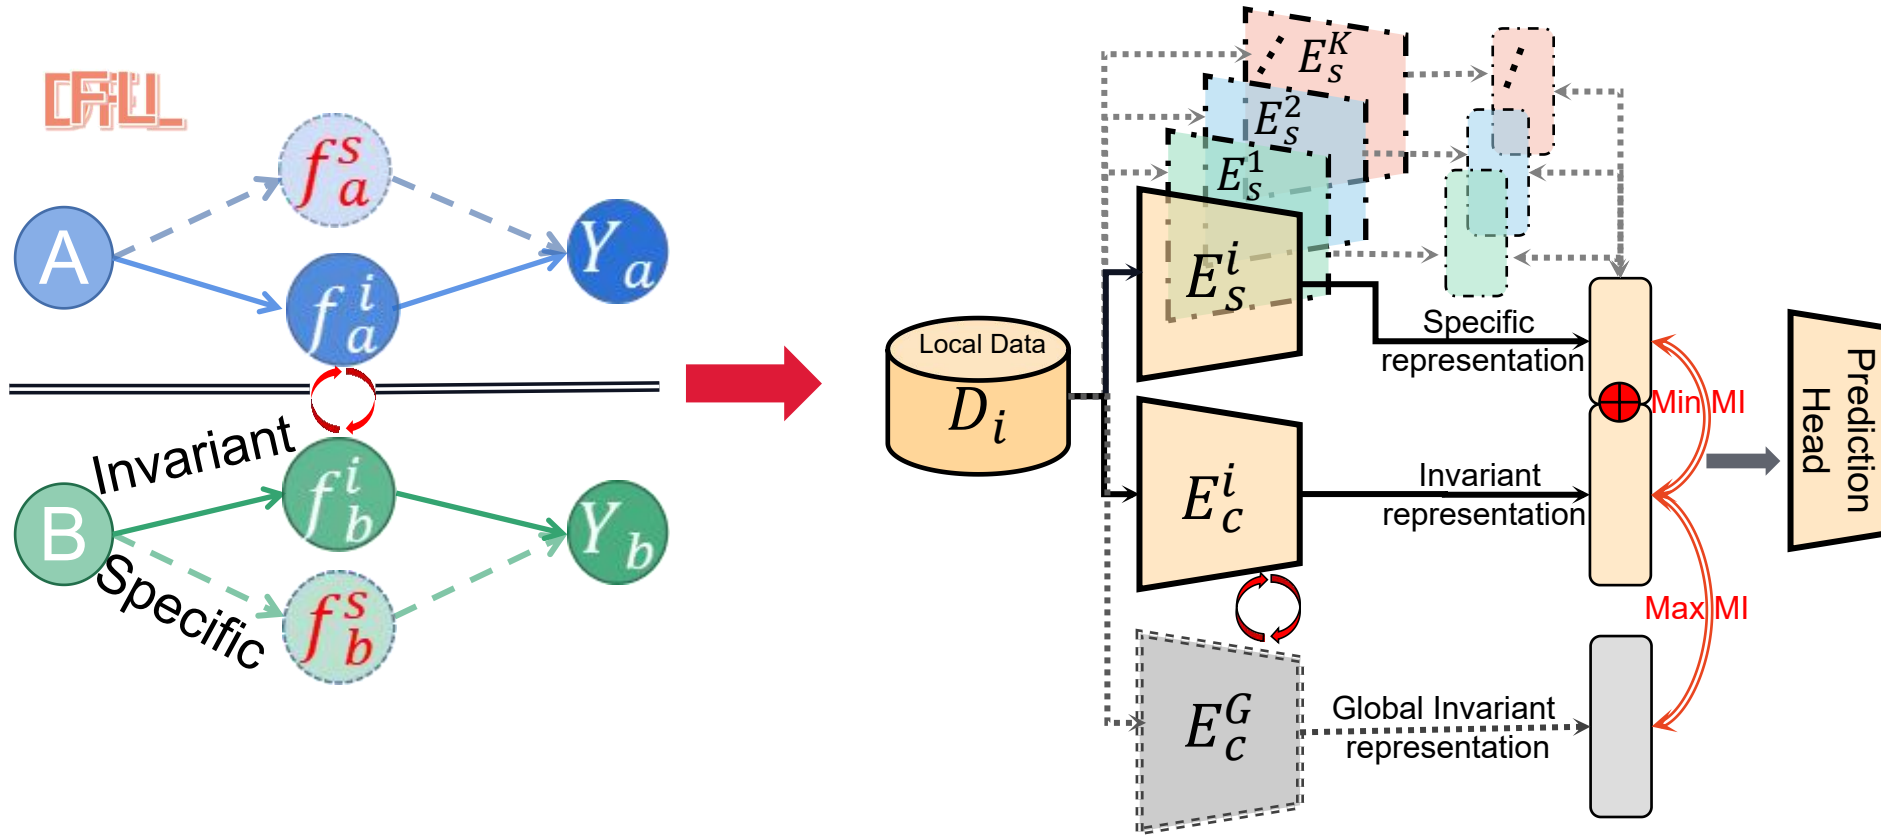 A
f_a^s
f_a^i
Y_a
Invariant
B
f_b^i
Y_b
Specific
f_b^s
Local Data
D_i
E_s^K
E_s^2
E_s^1
E_s^i
Specific
representation
E_c^i
Invariant
representation
E_c^G
Global Invariant
representation
Min MI
Max MI
Prediction
Head